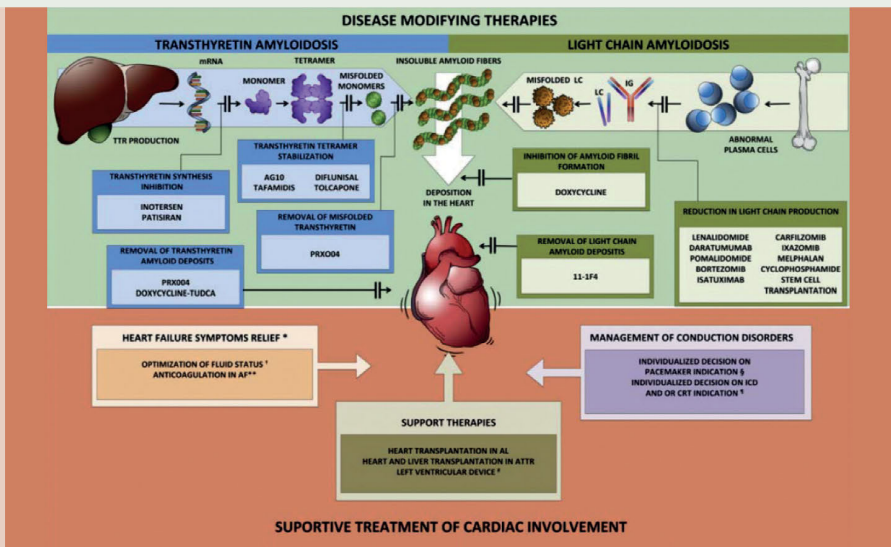 DISEASE MODIFYING THERAPIES
TRANSTHYRETIN AMYLOIDOSIS
LIGHT CHAIN AMYLOIDOSIS
mRNA
MONOMER
TETRAMER
MISFOLDED
MONOMERS
INSOLUBLE AMYLOID FIBERS
MISFOLDED LC
LC
IG
ABNORMAL
PLASMA CELLS
TTR PRODUCTION
TRANSTHYRETIN SYNTHESIS
INHIBITION
INOTERSEN
PATISIRAN
TRANSTHYRETIN TETRAMER
STABILIZATION
AG10 DIFLUNISAL
TAFAMIDIS TOLCAPONE
REMOVAL OF MISFOLDED
TRANSTHYRETIN
PRX004
REMOVAL OF TRANSTHYRETIN
AMYLOID DEPOSITS
PRX004
DOXYCYCLINE-TUDCA
DEPOSITION
IN THE HEART
INHIBITION OF AMYLOID FIBRIL
FORMATION
DOXYCYCLINE
REMOVAL OF LIGHT CHAIN
AMYLOID DEPOSITIS
11-1F4
REDUCTION IN LIGHT CHAIN PRODUCTION
LENALIDOMIDE CARFILZOMIB
DARATUMUMAB IXAZOMIB
POMALIDOMIDE MELPHALAN
BORTEZOMIB CYCLOPHOSPHAMIDE
ISATUXIMAB STEM CELL
TRANSPLANTATION
HEART FAILURE SYMPTOMS RELIEF *
OPTIMIZATION OF FLUID STATUS †
ANTICOAGULATION IN AF**
MANAGEMENT OF CONDUCTION DISORDERS
INDIVIDUALIZED DECISION ON
PACEMAKER INDICATION §
INDIVIDUALIZED DECISION ON ICD
AND OR CRT INDICATION ¶
SUPPORT THERAPIES
HEART TRANSPLANTATION IN AL
HEART AND LIVER TRANSPLANTATION IN ATTR
LEFT VENTRICULAR DEVICE
SUPORTIVE TREATMENT OF CARDIAC INVOLVEMENT